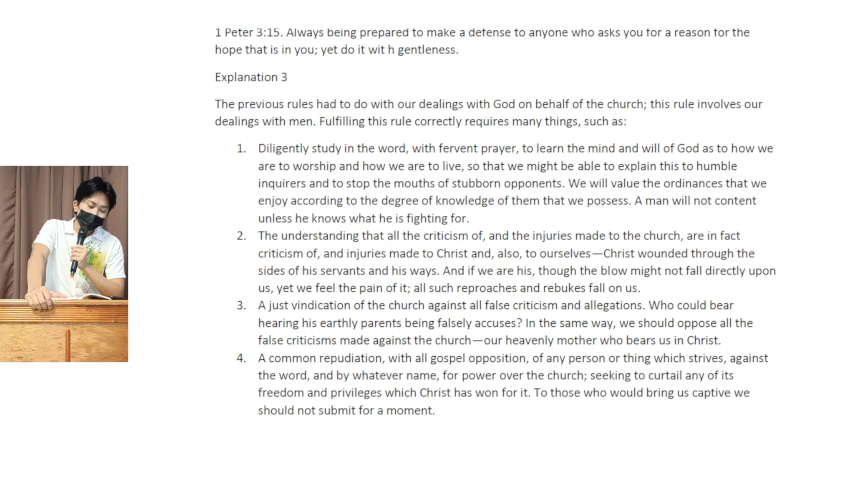 1 Peter 3:15. Always being prepared to make a defense to anyone who asks you for a reason for the
hope that is in you; yet do it wit h gentleness.
Explanation 3
The previous rules had to do with our dealings with God on behalf of the church; this rule involves our
dealings with men. Fulfilling this rule correctly requires many things, such as:
1. Diligently study in the word, with fervent prayer, to learn the mind and will of God as to how we
are to worship and how we are to live, so that we might be able to explain this to humble
inquirers and to stop the mouths of stubborn opponents. We will value the ordinances that we
enjoy according to the degree of knowledge of them that we possess. A man will not content
unless he knows what he is fighting for.
2. The understanding that all the criticism of, and the injuries made to the church, are in fact
criticism of, and injuries made to Christ and, also, to ourselves—Christ wounded through the
sides of his servants and his ways. And if we are his, though the blow might not fall directly upon
us, yet we feel the pain of it; all such reproaches and rebukes fall on us.
3. A just vindication of the church against all false criticism and allegations. Who could bear
hearing his earthly parents being falsely accuses? In the same way, we should oppose all the
false criticisms made against the church—our heavenly mother who bears us in Christ.
4. A common repudiation, with all gospel opposition, of any person or thing which strives, against
the word, and by whatever name, for power over the church; seeking to curtail any of its
freedom and privileges which Christ has won for it. To those who would bring us captive we
should not submit for a moment.